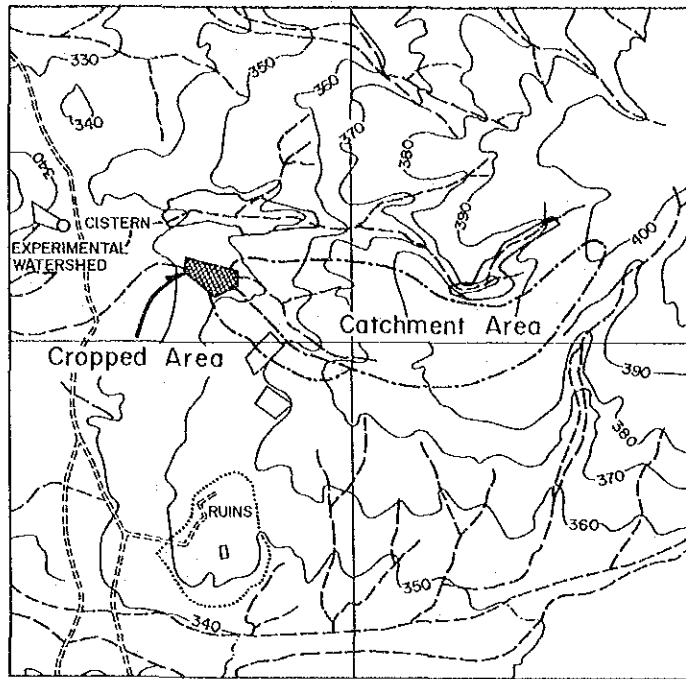 330
350
360
340
370
380
340
390
CISTERN
EXPERIMENTAL
WATERSHED
400
Catchment Area
Cropped Area
390
380
370
RUINS
360
350
340